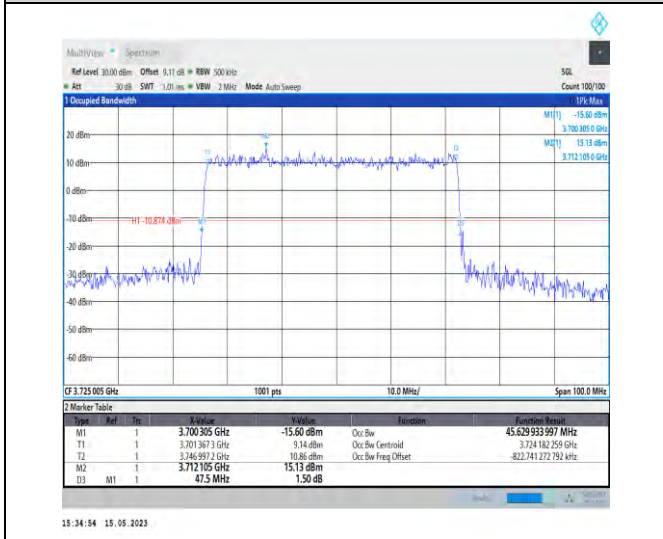 MultiView Spectrum
Ref Level 30.00 dBm Offset 9.11 dB RBW 500 kHz SGL
Att 30 dB SWT 1.01 ms VBW 2 MHz Mode Auto Sweep Count 100/100
1 Occupied Bandwidth 1Pk Max
M1[1] -15.60 dBm
3.700 305 0 GHz
M2[1] 15.13 dBm
3.712 105 0 GHz
20 dBm
M2
T1 T2
10 dBm
0 dBm
-10 dBm H1 -10.874 dBm M1 D3
-20 dBm
-30 dBm
-40 dBm
-50 dBm
-60 dBm
CF 3.725 005 GHz 1001 pts 10.0 MHz/ Span 100.0 MHz
2 Marker Table
Type Ref Trc X-Value Y-Value Function Function Result
M1 1 3.700 305 GHz -15.60 dBm Occ Bw 45.629 933 997 MHz
T1 1 3.701 367 3 GHz 9.14 dBm Occ Bw Centroid 3.724 182 259 GHz
T2 1 3.746 997 2 GHz 10.86 dBm Occ Bw Freq Offset -822.741 272 792 kHz
M2 1 3.712 105 GHz 15.13 dBm
D3 M1 1 47.5 MHz 1.50 dB
15:34:54 15.05.2023